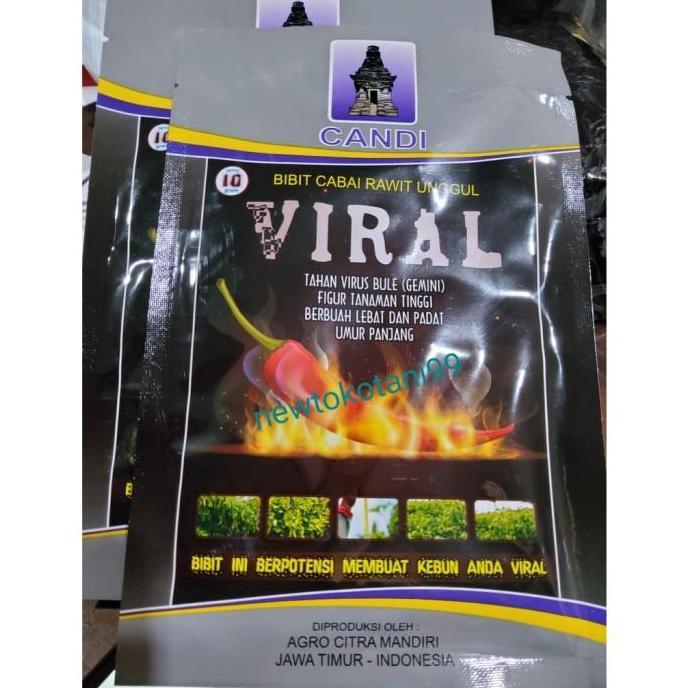 CANDI
10
gram
BIBIT CABAI RAWIT UNGGUL
VIRAL
TAHAN VIRUS BULE (GEMINI)
FIGUR TANAMAN TINGGI
BERBUAH LEBAT DAN PADAT
UMUR PANJANG
newtokotani99
BIBIT INI BERPOTENSI MEMBUAT KEBUN ANDA VIRAL
DIPRODUKSI OLEH :
AGRO CITRA MANDIRI
JAWA TIMUR - INDONESIA